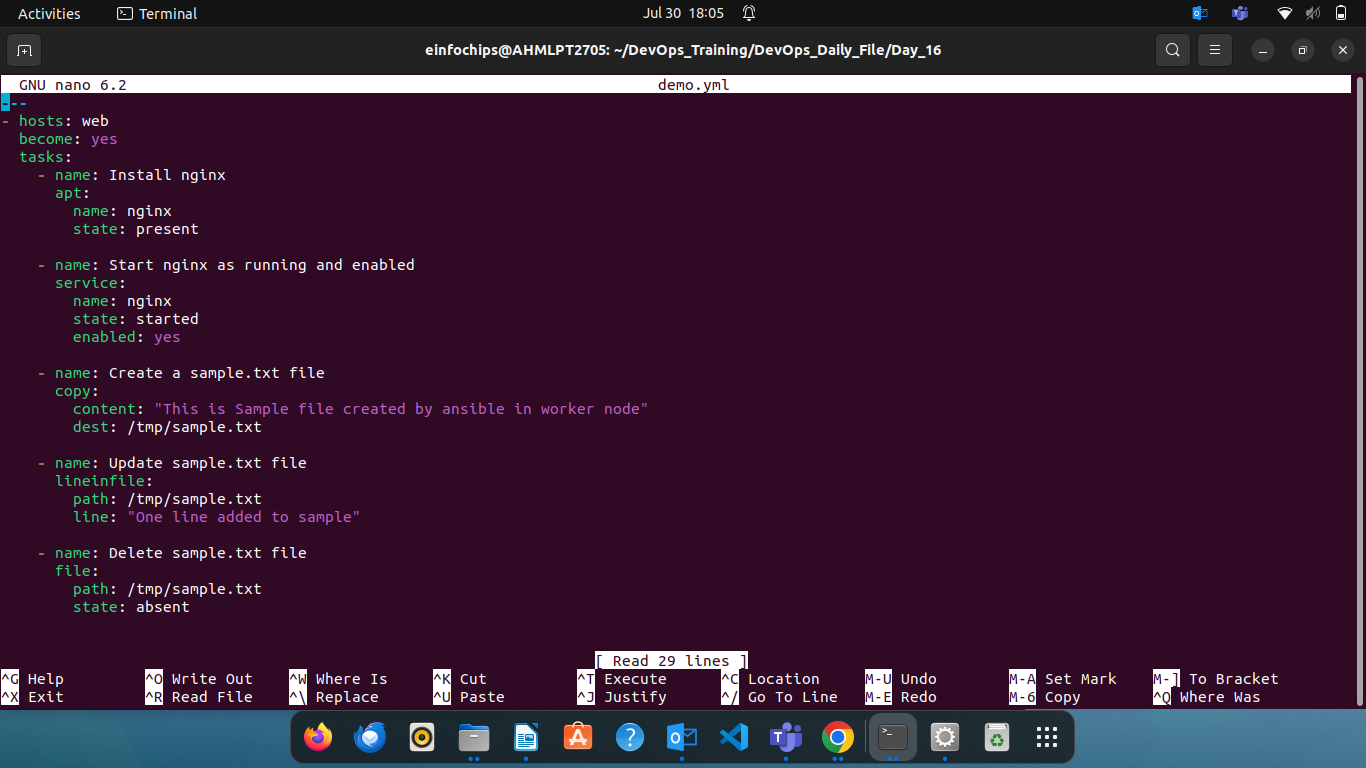 Activities Terminal Jul 30 18:05
einfochips@AHMLPT2705: ~/DevOps_Training/DevOps_Daily_File/Day_16
GNU nano 6.2 demo.yml
---
- hosts: web
  become: yes
  tasks:
    - name: Install nginx
      apt:
        name: nginx
        state: present

    - name: Start nginx as running and enabled
      service:
        name: nginx
        state: started
        enabled: yes

    - name: Create a sample.txt file
      copy:
        content: "This is Sample file created by ansible in worker node"
        dest: /tmp/sample.txt

    - name: Update sample.txt file
      lineinfile:
        path: /tmp/sample.txt
        line: "One line added to sample"

    - name: Delete sample.txt file
      file:
        path: /tmp/sample.txt
        state: absent

[ Read 29 lines ]
^G Help ^O Write Out ^W Where Is ^K Cut ^T Execute ^C Location M-U Undo M-A Set Mark M-] To Bracket
^X Exit ^R Read File ^\ Replace ^U Paste ^J Justify ^/ Go To Line M-E Redo M-6 Copy ^Q Where Was